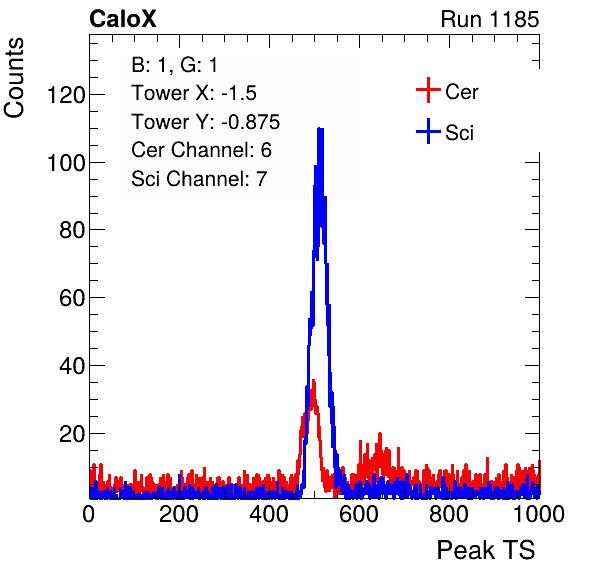 CaloX
Run 1185
Counts
B: 1, G: 1
Tower X: -1.5
Tower Y: -0.875
Cer Channel: 6
Sci Channel: 7
Cer
Sci
120
100
80
60
40
20
0 200 400 600 800 1000
Peak TS